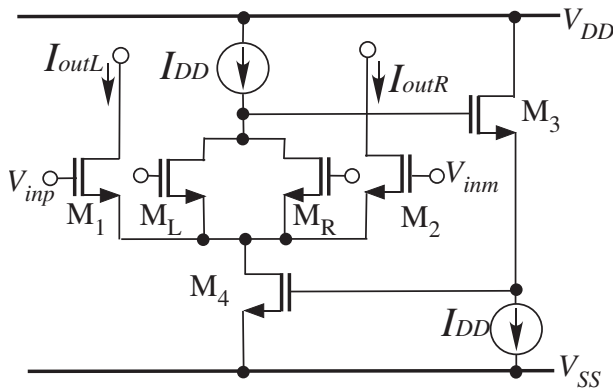 V_DD
I_outL
I_DD
I_outR
M_3
V_inp
M_1
M_L
M_R
M_2
V_inm
M_4
I_DD
V_SS